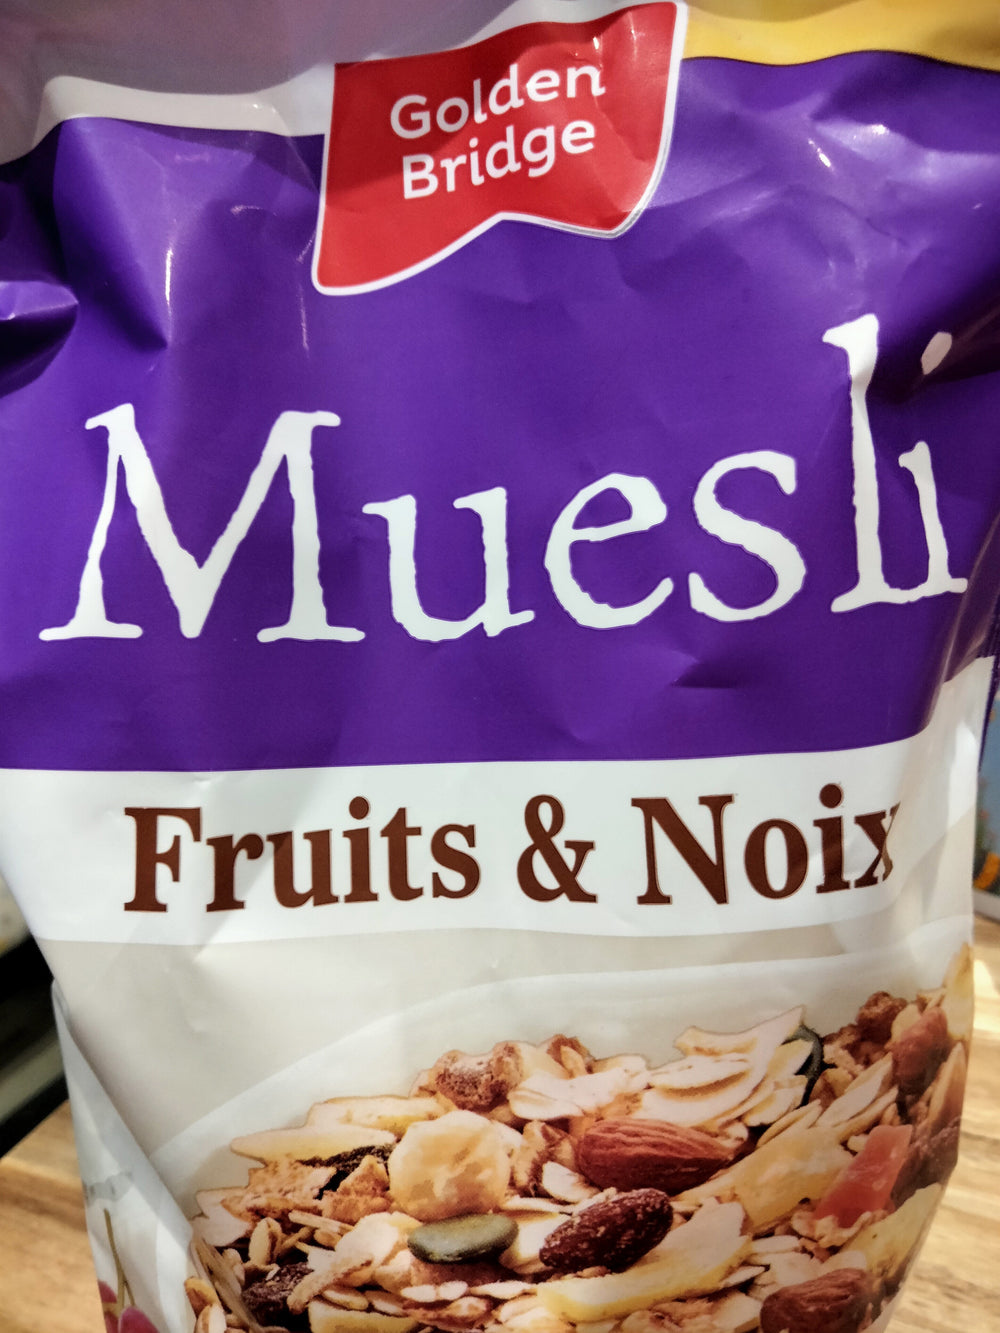 Golden
Bridge
Muesli
Fruits & Noix